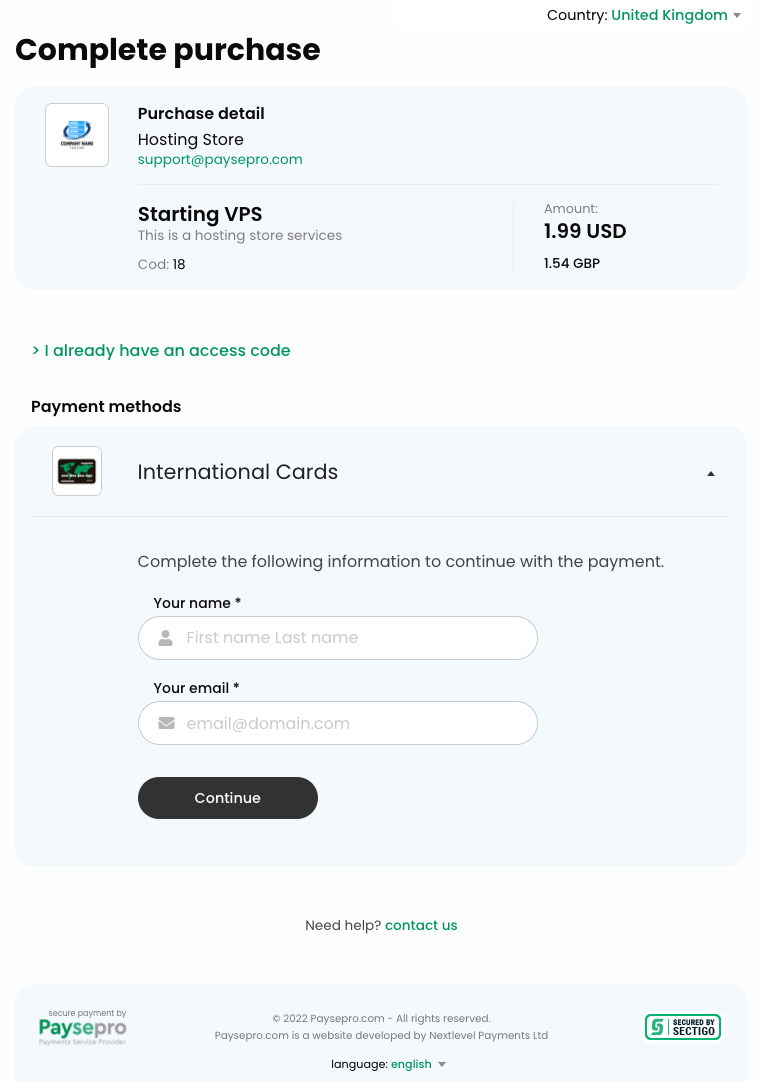 Country: United Kingdom
Complete purchase
COMPANY NAME
Purchase detail
Hosting Store
support@paysepro.com
Starting VPS
This is a hosting store services
Cod: 18
Amount:
1.99 USD
1.54 GBP
> I already have an access code
Payment methods
International Cards
Complete the following information to continue with the payment.
Your name *
First name Last name
Your email *
email@domain.com
Continue
Need help? contact us
secure payment by
Paysepro
Payments Service Provider
© 2022 Paysepro.com - All rights reserved.
Paysepro.com is a website developed by Nextlevel Payments Ltd
language: english
SECURED BY
SECTIGO